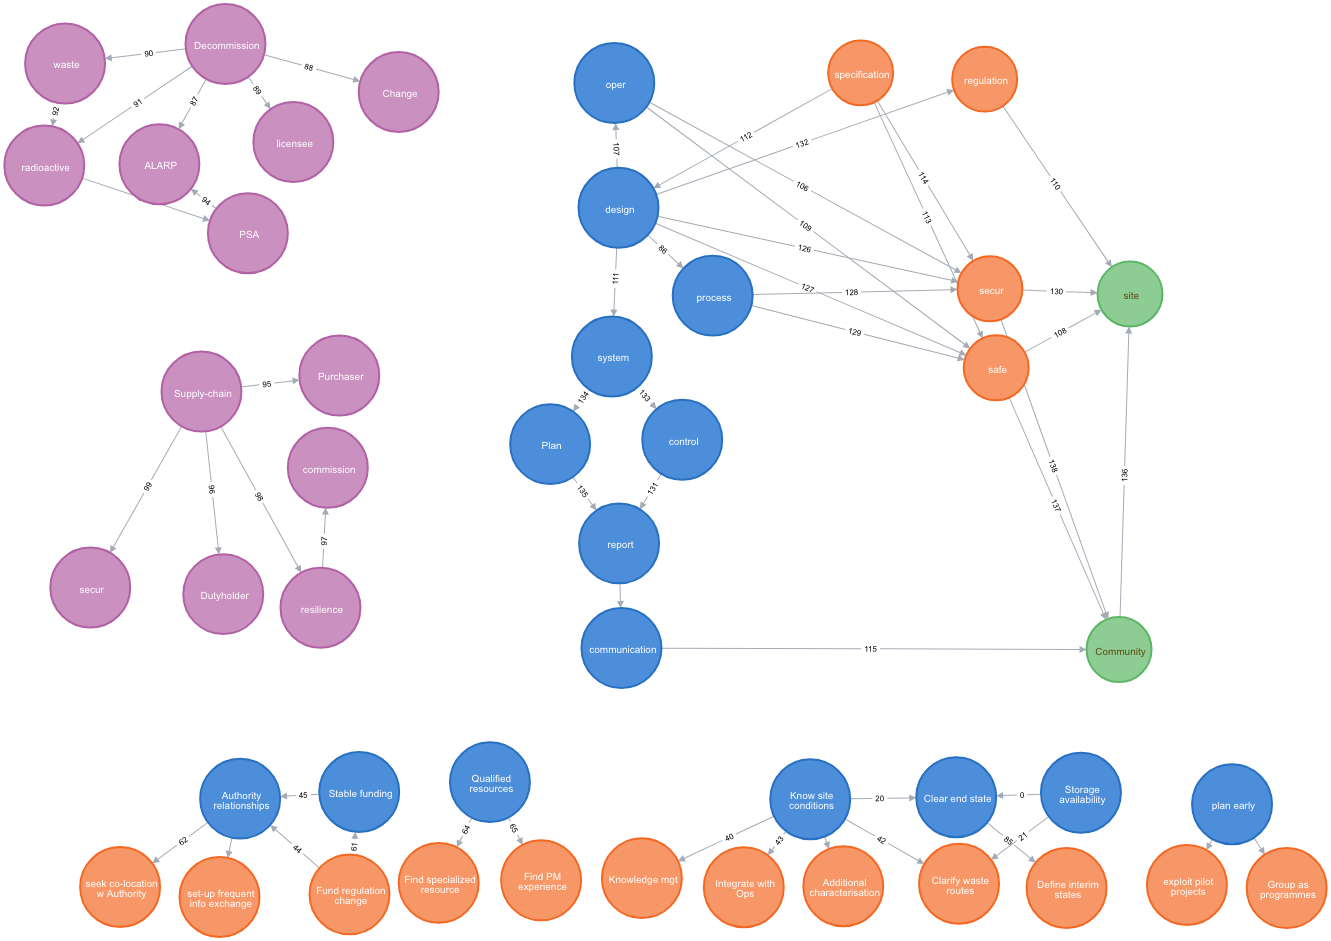 Decommission
waste
90
88
Change
89
91
87
92
licensee
radioactive
ALARP
94
PSA
oper
specification
regulation
112
132
107
114
106
110
design
113
109
126
86
111
127
process
128
secur
130
site
129
108
system
safe
134
133
Plan
control
135
131
138
137
136
report
communication
115
Community
Supply-chain
95
Purchaser
commission
99
96
98
97
secur
Dutyholder
resilience
Authority
relationships
45
Stable funding
62
44
61
seek co-location
w Authority
set-up frequent
info exchange
Fund regulation
change
Qualified
resources
64
65
Find specialized
resource
Find PM
experience
Know site
conditions
20
Clear end state
0
Storage
availability
40
43
42
85
21
Knowledge mgt
Integrate with
Ops
Additional
characterisation
Clarify waste
routes
Define interim
states
plan early
exploit pilot
projects
Group as
programmes